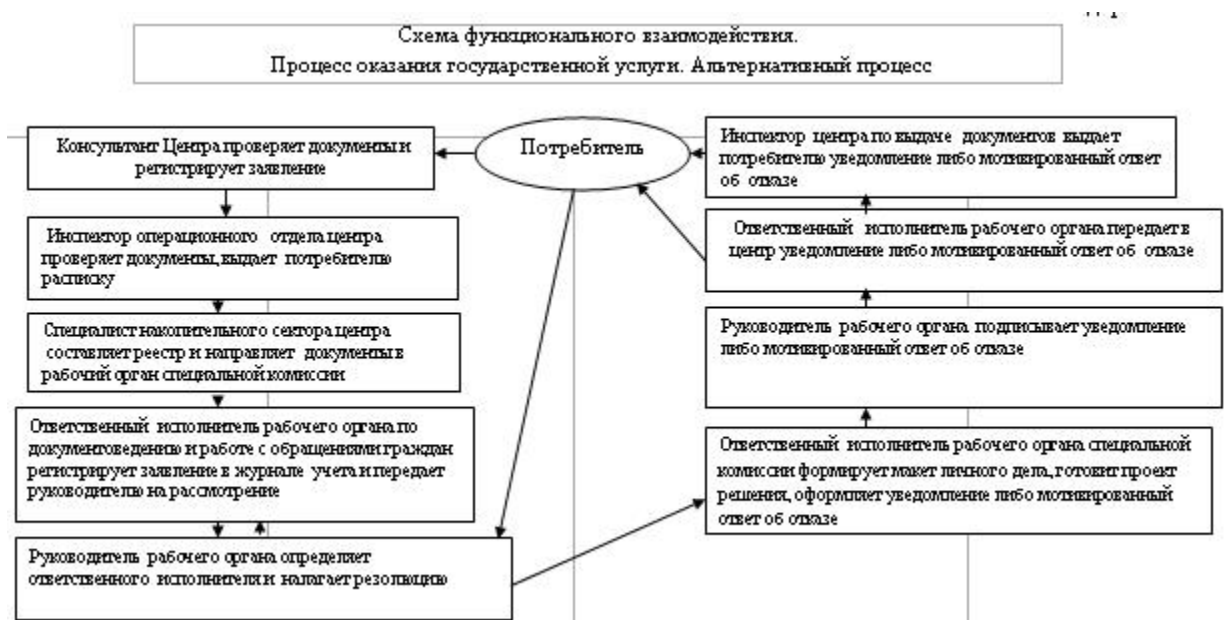 Схема функционального взаимодействия.
Процесс оказания государственной услуги. Альтернативный процесс
Консультант Центра проверяет документы и
регистрирует заявление
Потребитель
Инспектор центра по выдаче документов выдает
потребителю уведомление либо мотивированный ответ
об отказе
Инспектор операционного отдела центра
проверяет документы, выдает потребителю
расписку
Ответственный исполнитель рабочего органа передает в
центр уведомление либо мотивированный ответ об отказе
Специалист накопительного сектора центра
составляет реестр и направляет документы в
рабочий орган специальной комиссии
Руководитель рабочего органа подписывает уведомление
либо мотивированный ответ об отказе
Ответственный исполнитель рабочего органа по
документоведению и работе с обращениями граждан
регистрирует заявление в журнале учета и передает
руководителю на рассмотрение
Ответственный исполнитель рабочего органа специальной
комиссии формирует макет личного дела, готовит проект
решения, оформляет уведомление либо мотивированный
ответ об отказе
Руководитель рабочего органа определяет
ответственного исполнителя и налагает резолюцию